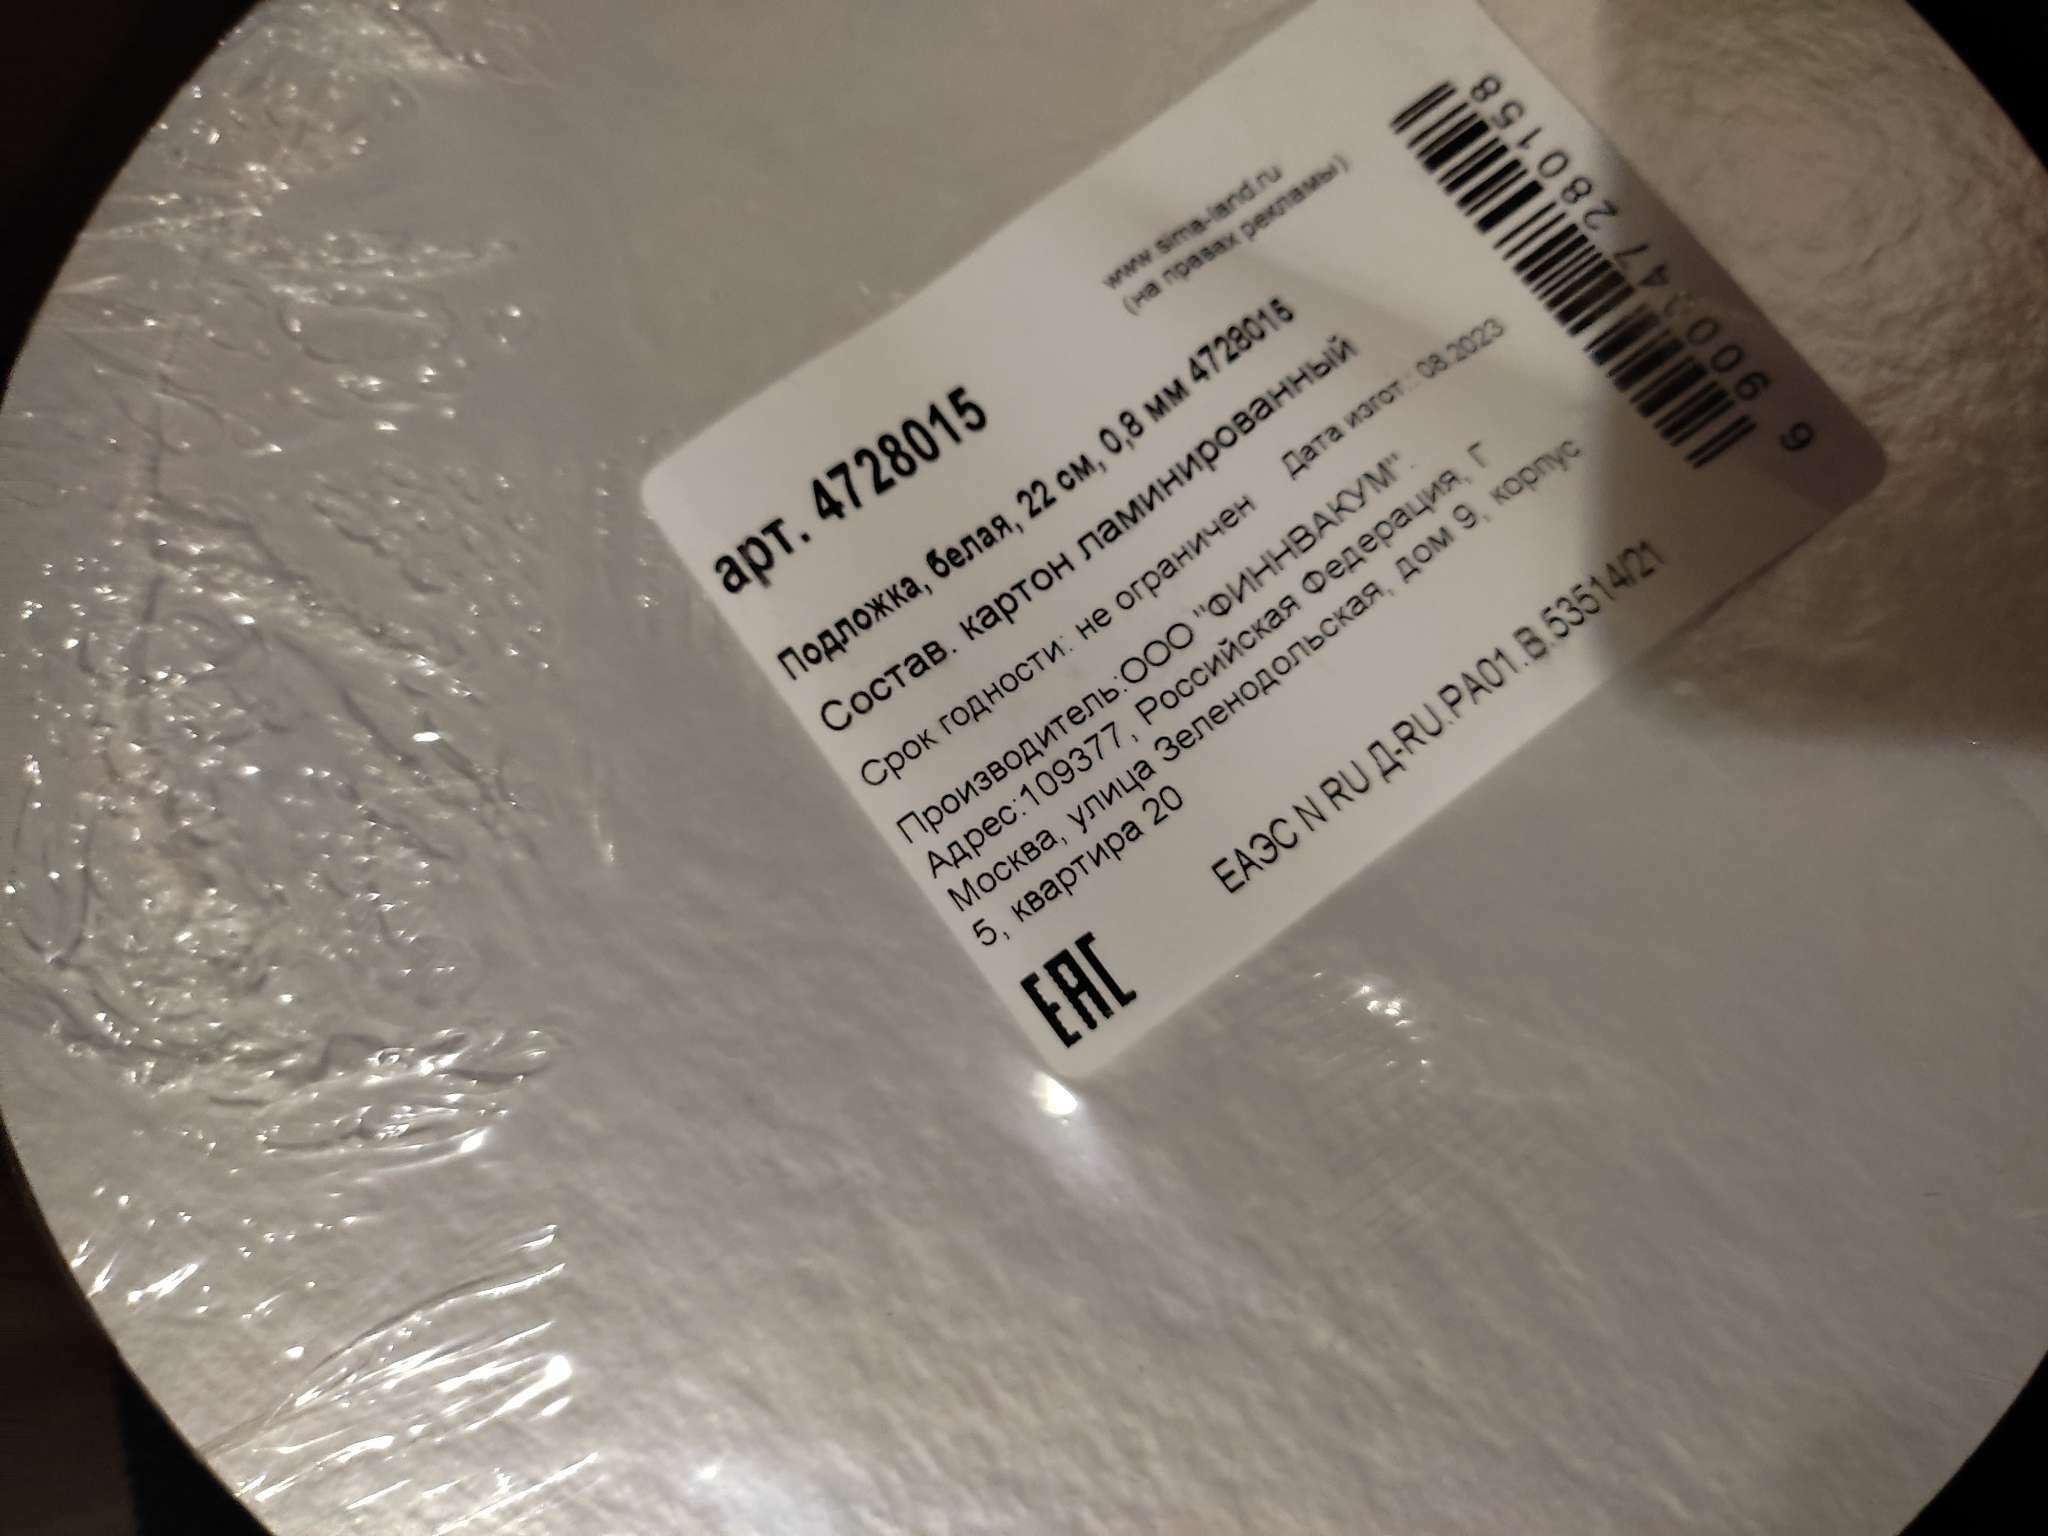 www.sima-land.ru
(на правах рекламы)
арт. 4728015
Подложка, белая, 22 см, 0,8 мм 4728015
Состав. картон ламинированный
Срок годности: не ограничен Дата изгот.: 08.2023
Производитель:ООО "ФИННВАКУМ".
Адрес:109377, Российская Федерация, Г
Москва, улица Зеленодольская, дом 9, корпус
5, квартира 20
ЕАЭС N RU Д-RU.РА01.В.53514/21
EAC